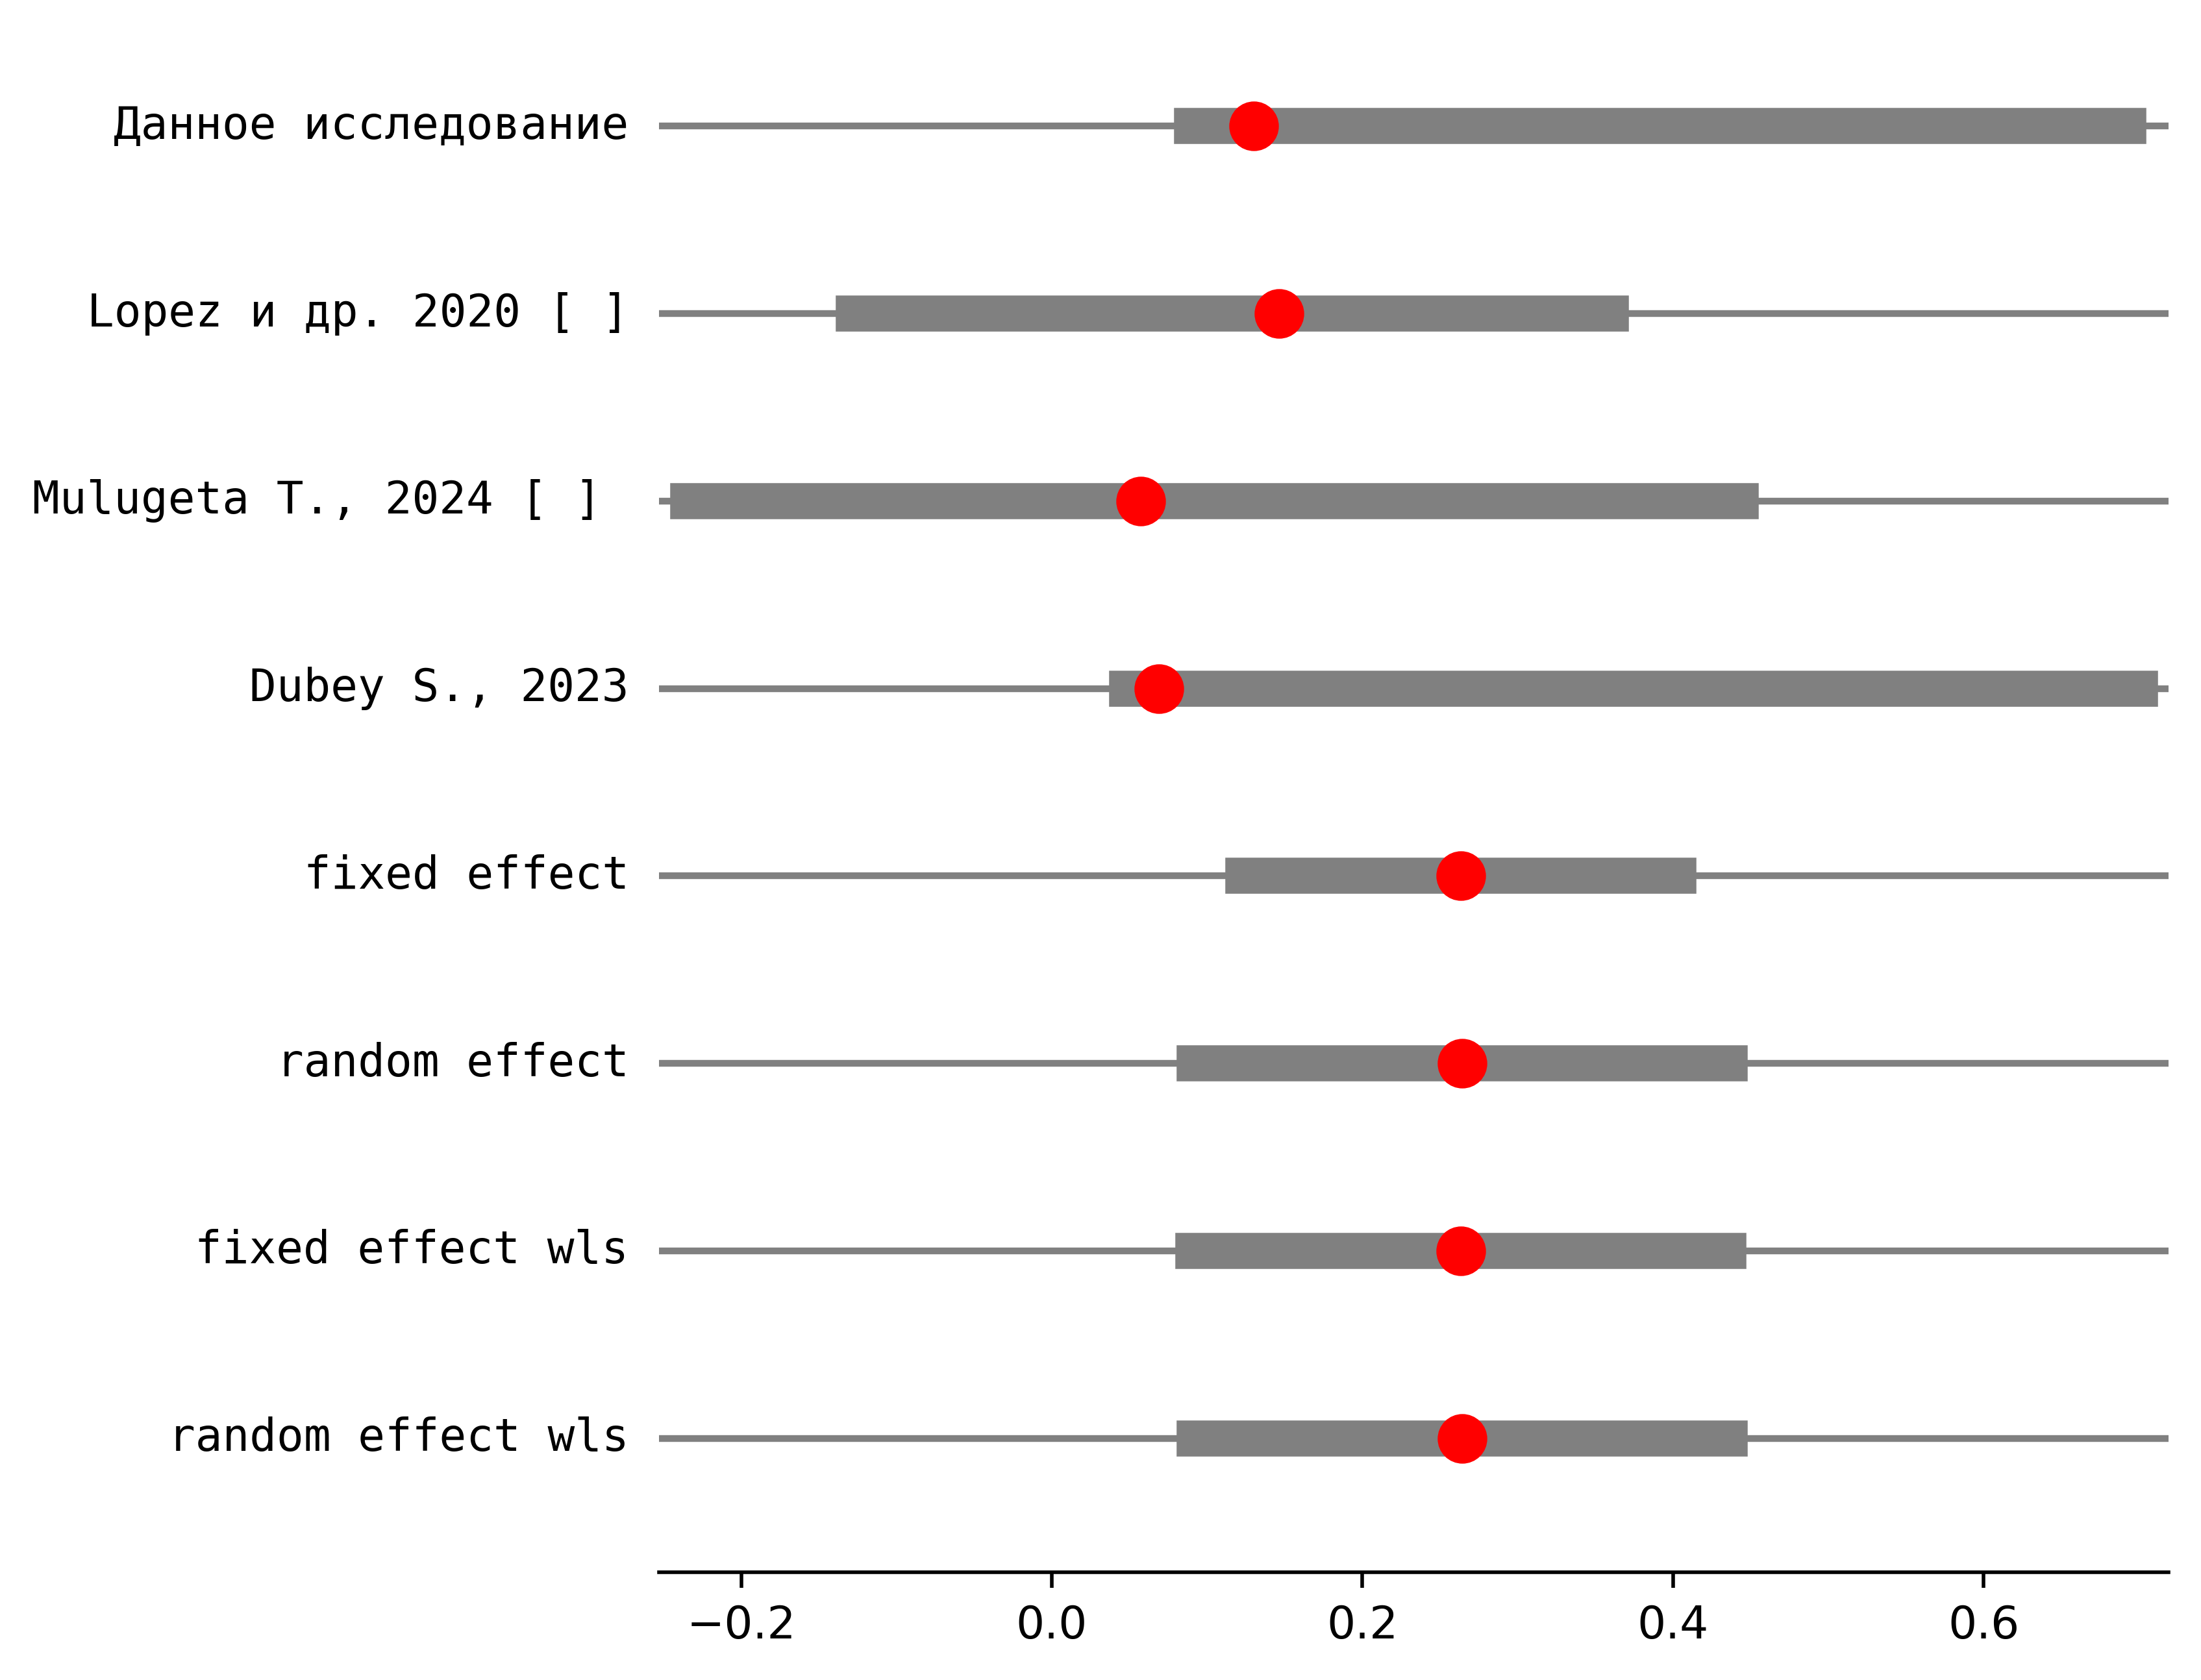 Данное исследование
Lopez и др. 2020 [ ]
Mulugeta T., 2024 [ ]
Dubey S., 2023
fixed effect
random effect
fixed effect wls
random effect wls
−0.2 0.0 0.2 0.4 0.6